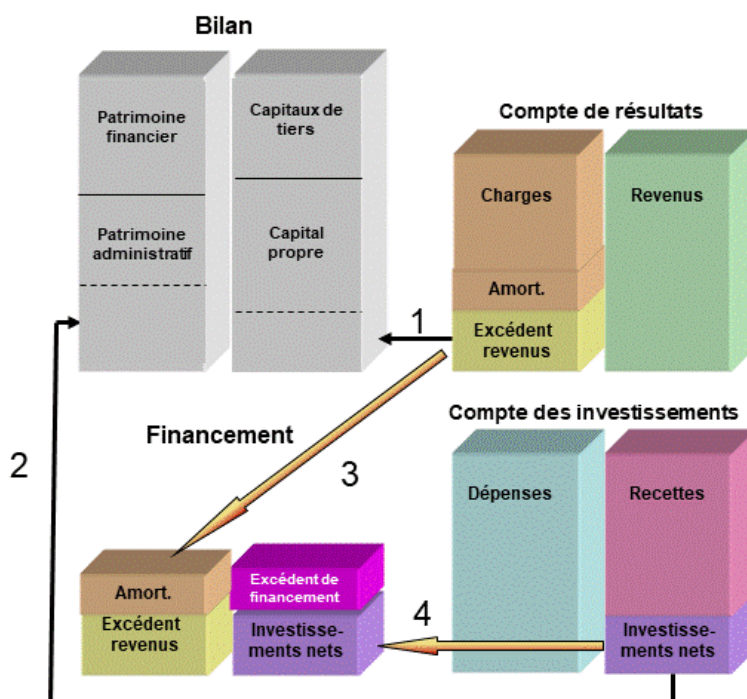 Bilan
Patrimoine
financier
Capitaux de
tiers
Patrimoine
administratif
Capital
propre
Compte de résultats
Charges
Revenus
Amort.
Excédent
revenus
1
2
Financement
3
Compte des investissements
Dépenses
Recettes
Amort.
Excédent de
financement
Excédent
revenus
Investisse-
ments nets
4
Investisse-
ments nets